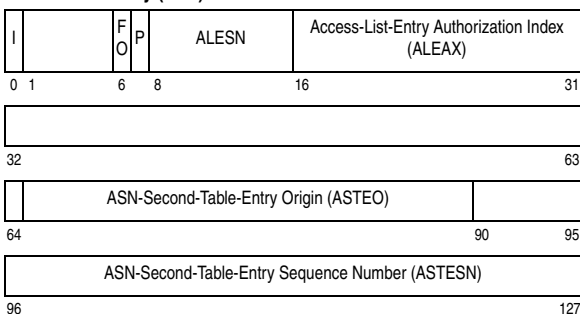 I F O P ALESN Access-List-Entry Authorization Index (ALEAX)
0 1 6 8 16 31
32 63
ASN-Second-Table-Entry Origin (ASTEO)
64 90 95
ASN-Second-Table-Entry Sequence Number (ASTESN)
96 127